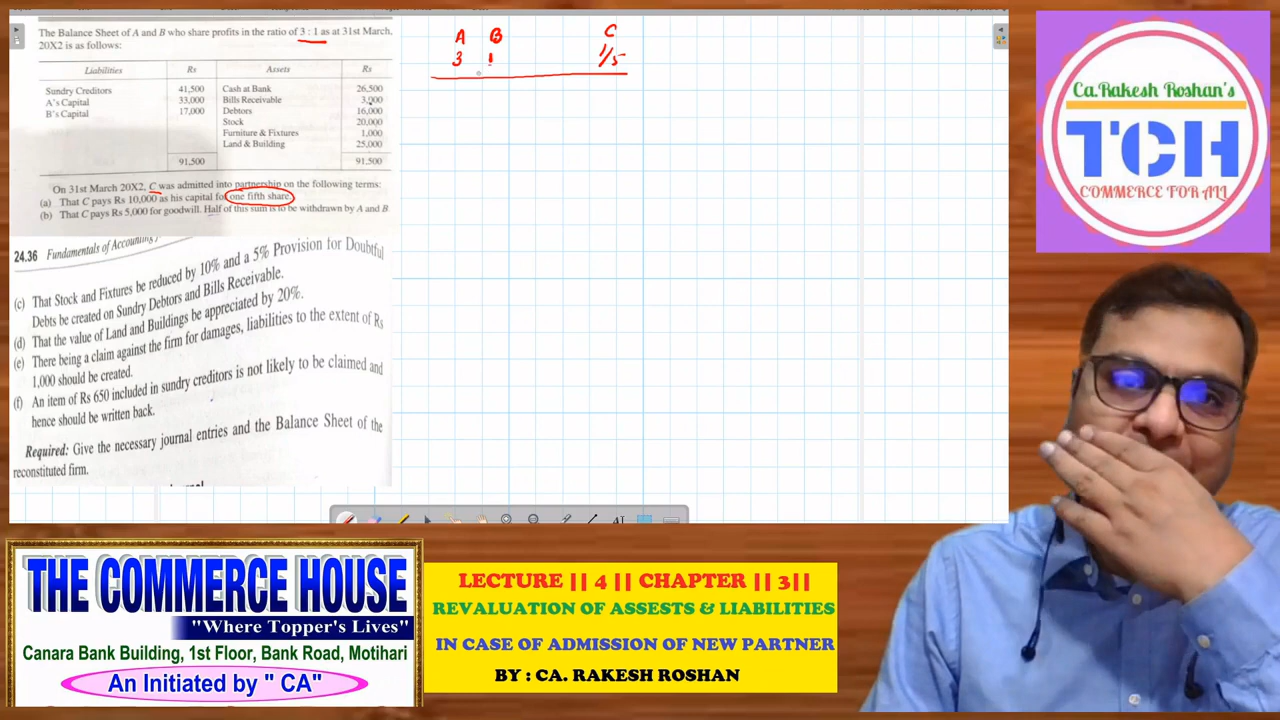 The Balance Sheet of A and B who share profits in the ratio of 3 : 1 as at 31st March,
20X2 is as follows:
Liabilities Rs Assets Rs
Sundry Creditors 41,500 Cash at Bank 26,500
A's Capital 33,000 Bills Receivable 3,000
B's Capital 17,000 Debtors 16,000
Stock 20,000
Furniture & Fixtures 1,000
Land & Building 25,000
91,500 91,500
On 31st March 20X2, C was admitted into partnership on the following terms:
(a) That C pays Rs 10,000 as his capital for one fifth share.
(b) That C pays Rs 5,000 for goodwill. Half of this sum is to be withdrawn by A and B
24.36 Fundamentals of Accounting
(c) That Stock and Fixtures be reduced by 10% and a 5% Provision for Doubtful
Debts be created on Sundry Debtors and Bills Receivable.
(d) That the value of Land and Buildings be appreciated by 20%.
(e) There being a claim against the firm for damages, liabilities to the extent of Rs
1,000 should be created.
(f) An item of Rs 650 included in sundry creditors is not likely to be claimed and
hence should be written back.
Required: Give the necessary journal entries and the Balance Sheet of the
reconstituted firm.
A B C
3 1 1/5
Ca.Rakesh Roshan's
TCH
COMMERCE FOR ALL
THE COMMERCE HOUSE
"Where Topper's Lives"
Canara Bank Building, 1st Floor, Bank Road, Motihari
An Initiated by " CA"
LECTURE || 4 || CHAPTER || 3||
REVALUATION OF ASSESTS & LIABILITIES
IN CASE OF ADMISSION OF NEW PARTNER
BY : CA. RAKESH ROSHAN